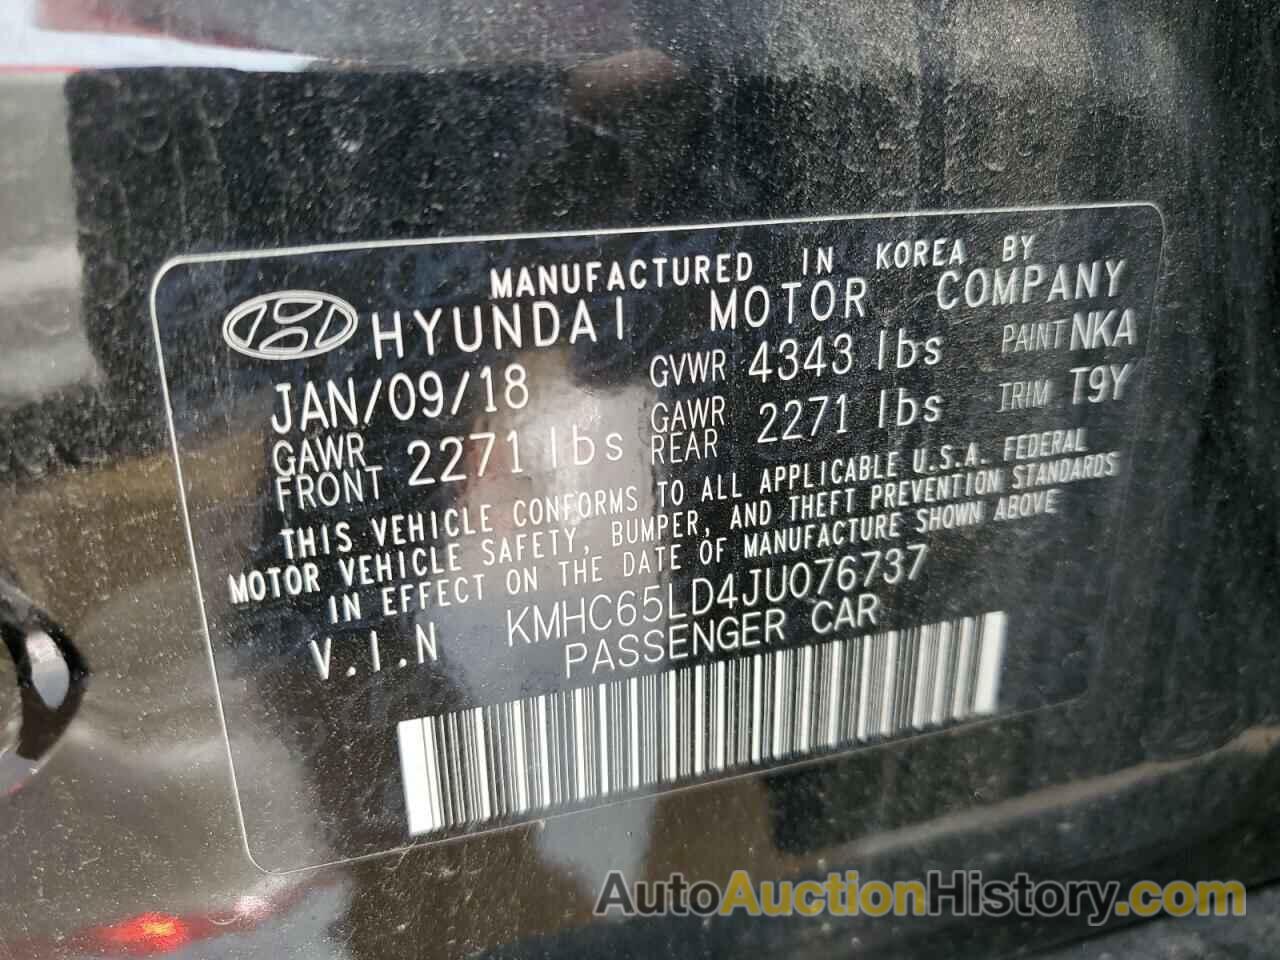 MANUFACTURED IN KOREA BY
HYUNDAI MOTOR COMPANY
JAN/09/18 GVWR 4343 lbs PAINT NKA
GAWR FRONT 2271 lbs GAWR REAR 2271 lbs TRIM T9Y
THIS VEHICLE CONFORMS TO ALL APPLICABLE U.S.A. FEDERAL
MOTOR VEHICLE SAFETY, BUMPER, AND THEFT PREVENTION STANDARDS
IN EFFECT ON THE DATE OF MANUFACTURE SHOWN ABOVE
V.I.N KMHC65LD4JU076737
PASSENGER CAR
AutoAuctionHistory.com